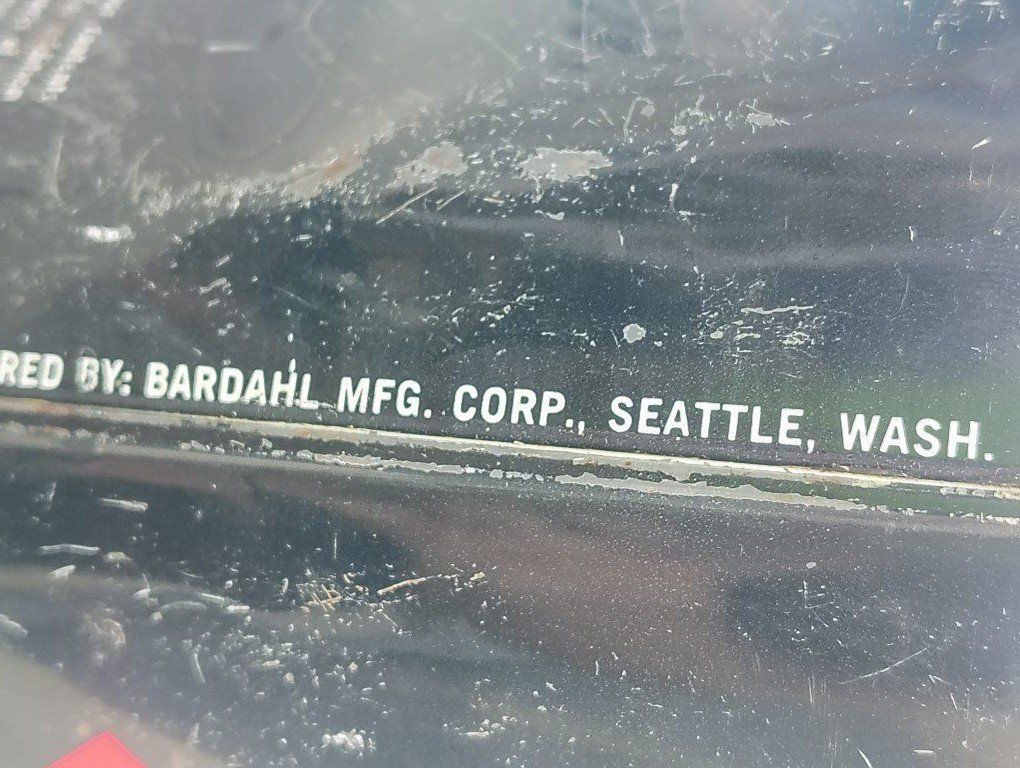 RED BY: BARDAHL MFG. CORP., SEATTLE, WASH.